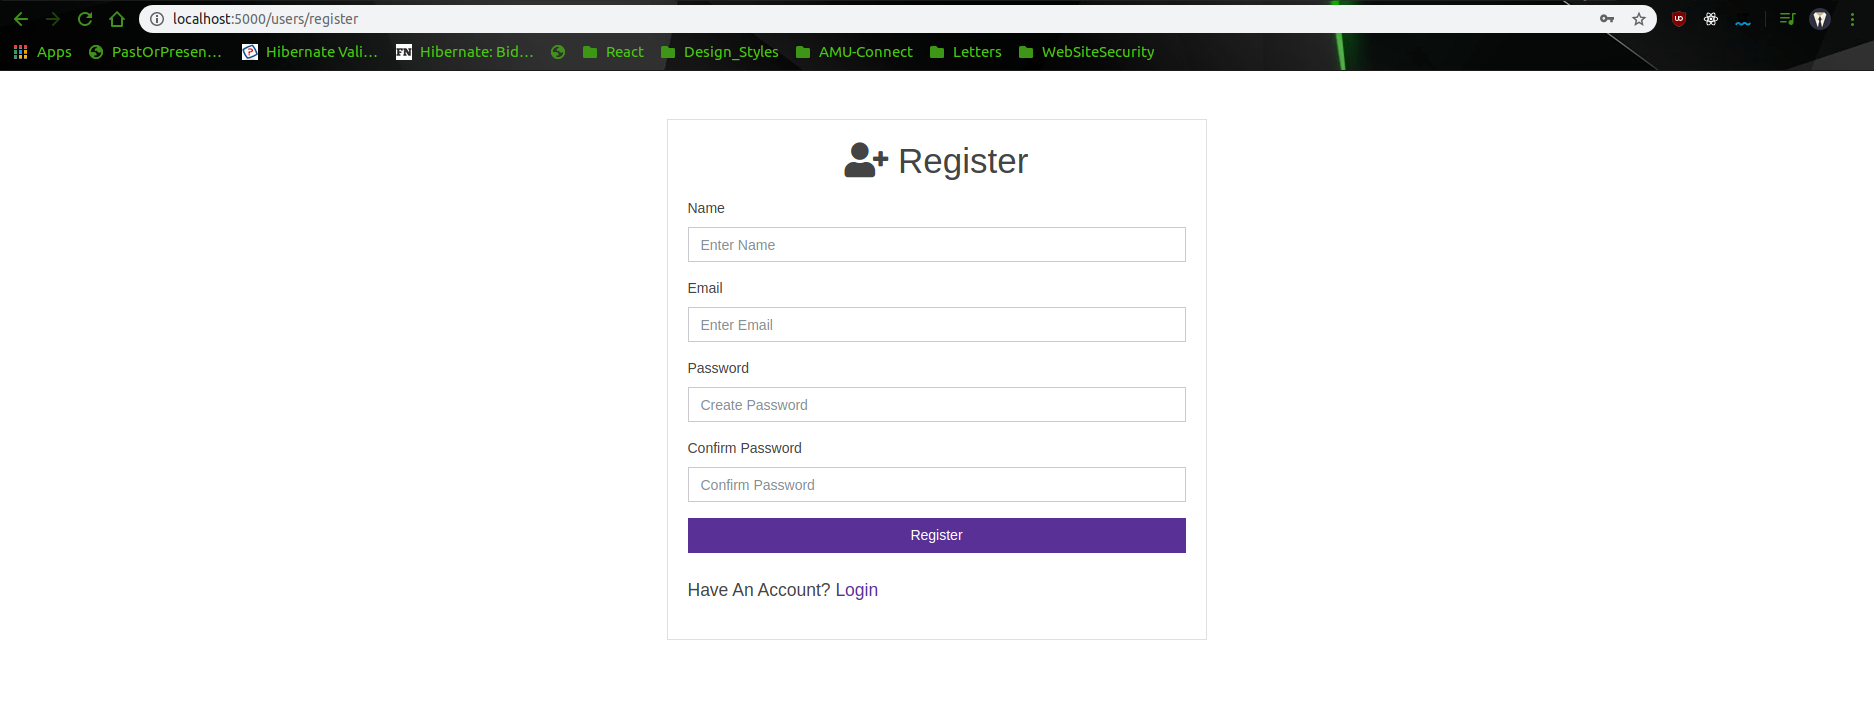 localhost:5000/users/register
Apps PastOrPresen... Hibernate Vali... FN Hibernate: Bid... React Design_Styles AMU-Connect Letters WebSiteSecurity
Register
Name
Enter Name
Email
Enter Email
Password
Create Password
Confirm Password
Confirm Password
Register
Have An Account? Login